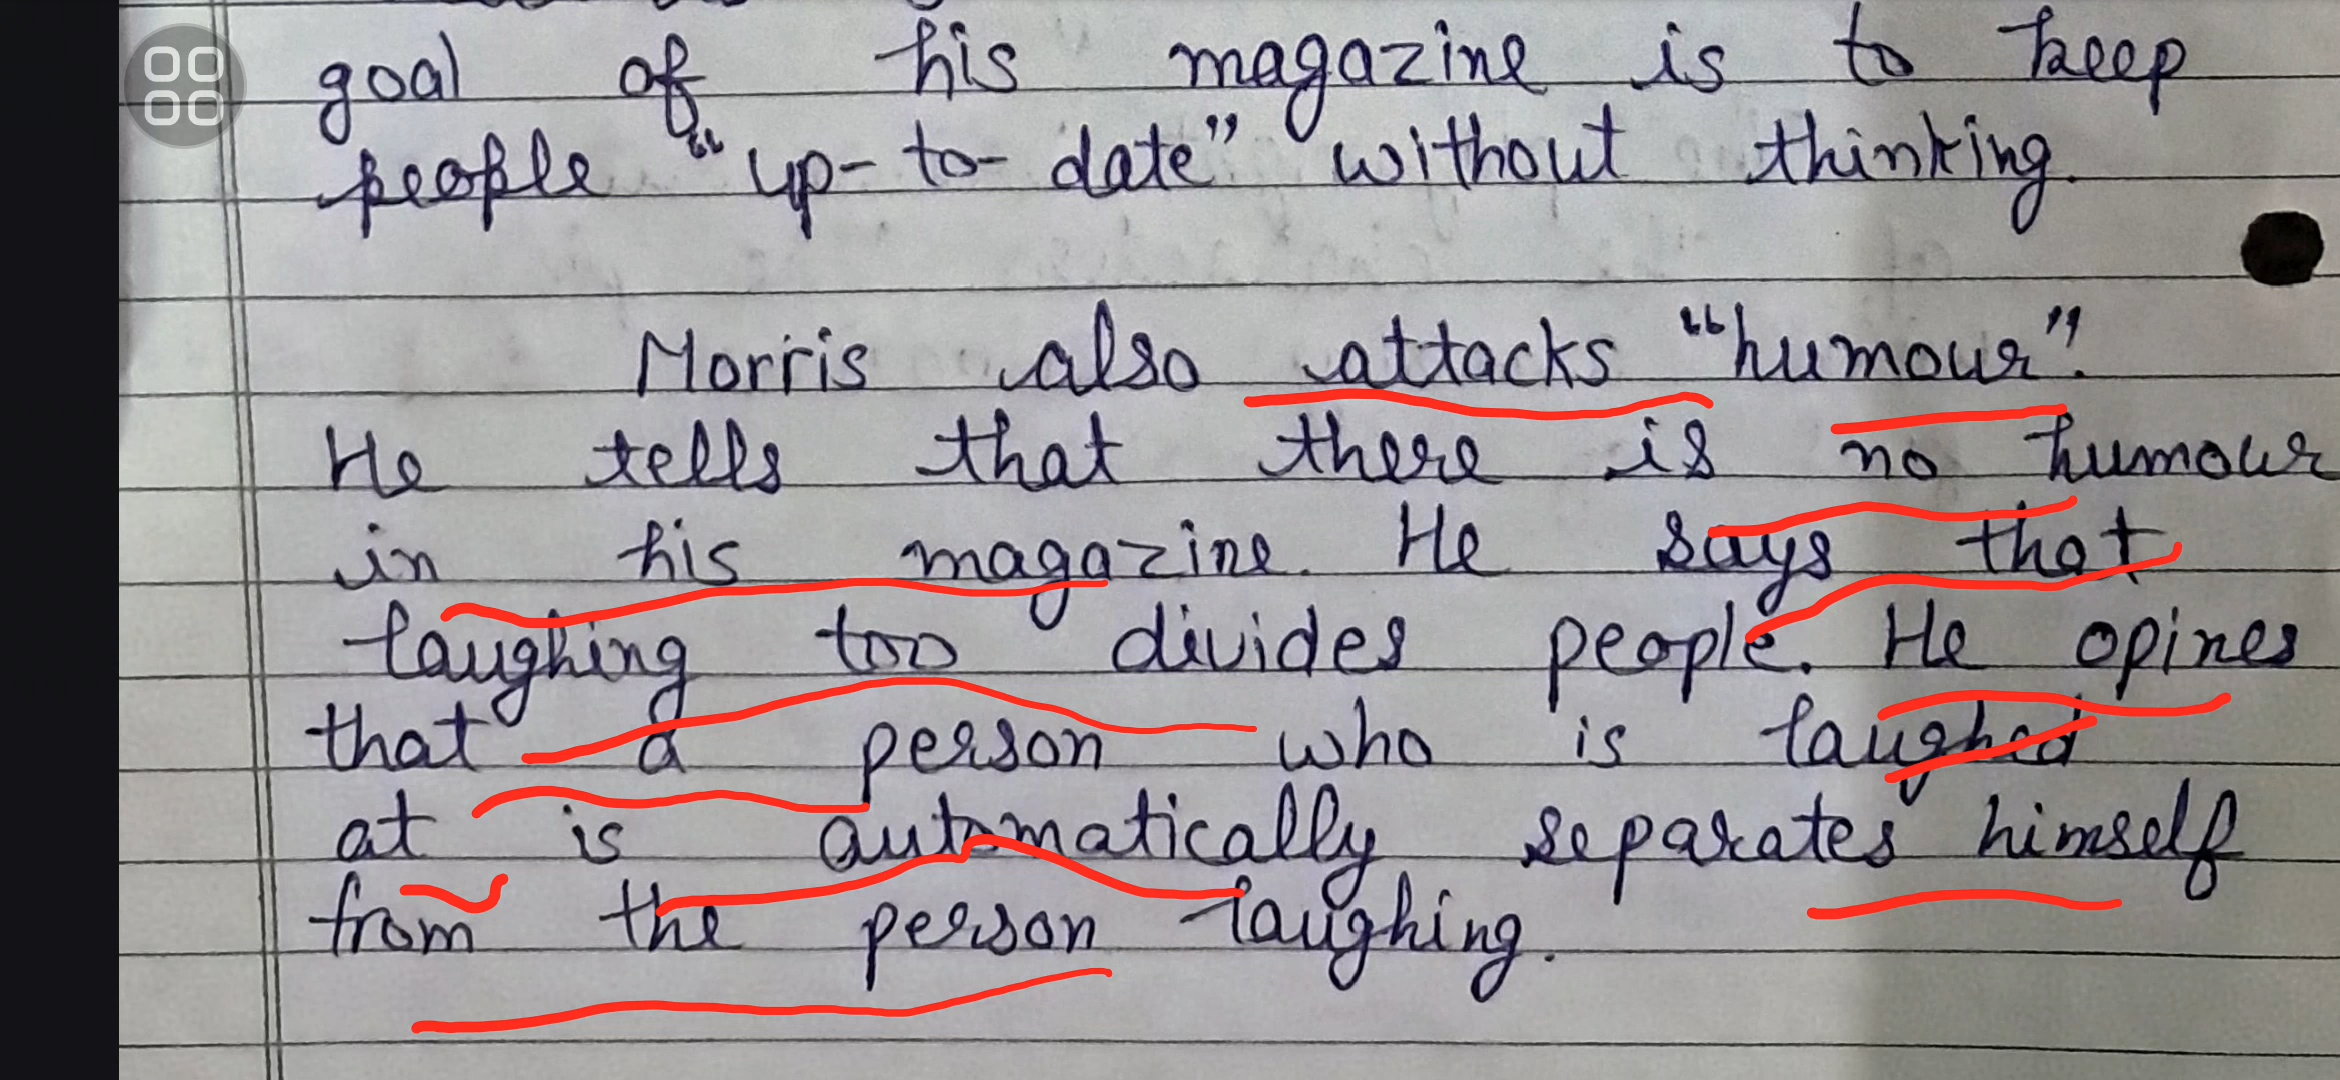 goal of his magazine is to keep
people "up-to-date" without thinking.
Morris also attacks "humour".
He tells that there is no humour
in his magazine. He says that
laughing too divides people. He opines
that a person who is laughed
at is automatically separates himself
from the person laughing.